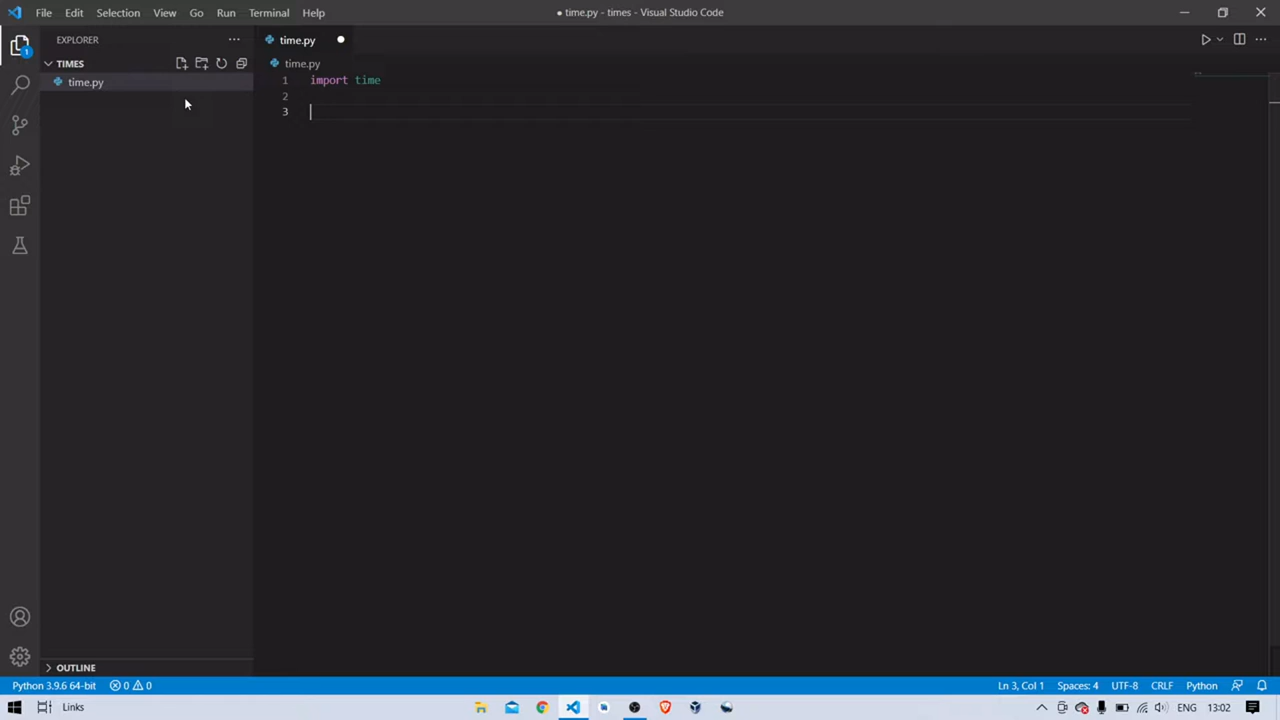 File Edit Selection View Go Run Terminal Help
● time.py - times - Visual Studio Code
EXPLORER
time.py
TIMES
time.py
time.py
1 import time
2
3
OUTLINE
Python 3.9.6 64-bit 0 0
Ln 3, Col 1 Spaces: 4 UTF-8 CRLF Python
Links
ENG 13:02
1